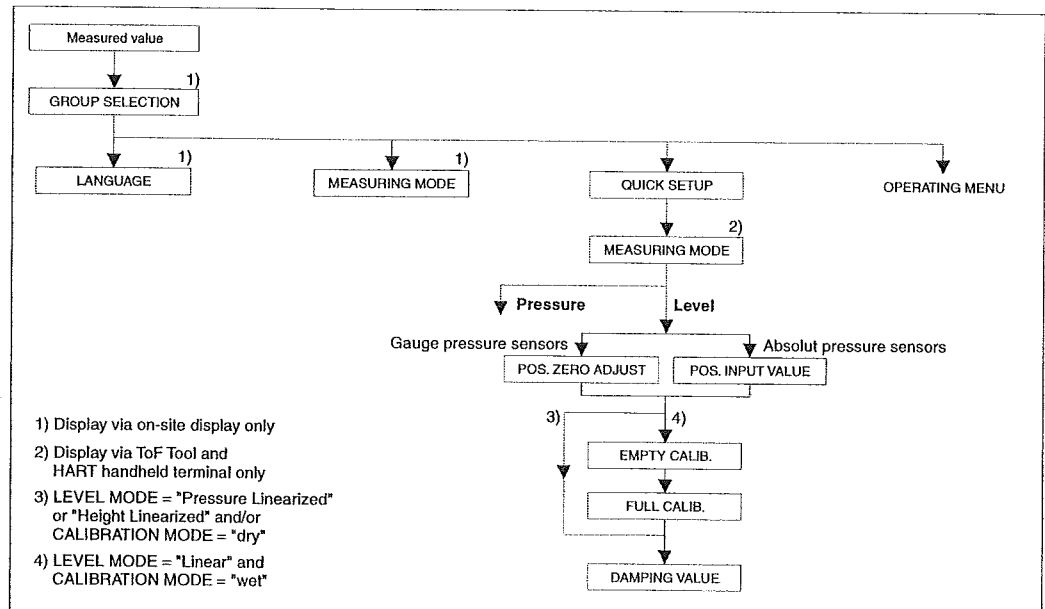 Measured value
1)
GROUP SELECTION
1)
LANGUAGE
1)
MEASURING MODE
QUICK SETUP
OPERATING MENU
2)
MEASURING MODE
Pressure
Level
Gauge pressure sensors
Absolut pressure sensors
POS. ZERO ADJUST
POS. INPUT VALUE
3)
4)
EMPTY CALIB.
FULL CALIB.
DAMPING VALUE
1) Display via on-site display only
2) Display via ToF Tool and
HART handheld terminal only
3) LEVEL MODE = "Pressure Linearized"
or "Height Linearized" and/or
CALIBRATION MODE = "dry"
4) LEVEL MODE = "Linear" and
CALIBRATION MODE = "wet"